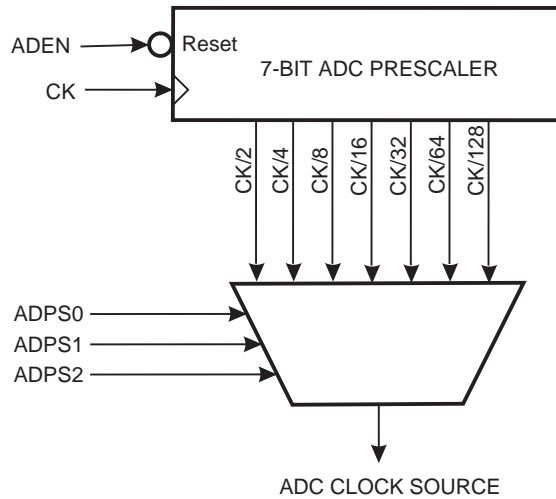 ADEN
Reset
7-BIT ADC PRESCALER
CK
CK/2
CK/4
CK/8
CK/16
CK/32
CK/64
CK/128
ADPS0
ADPS1
ADPS2
ADC CLOCK SOURCE